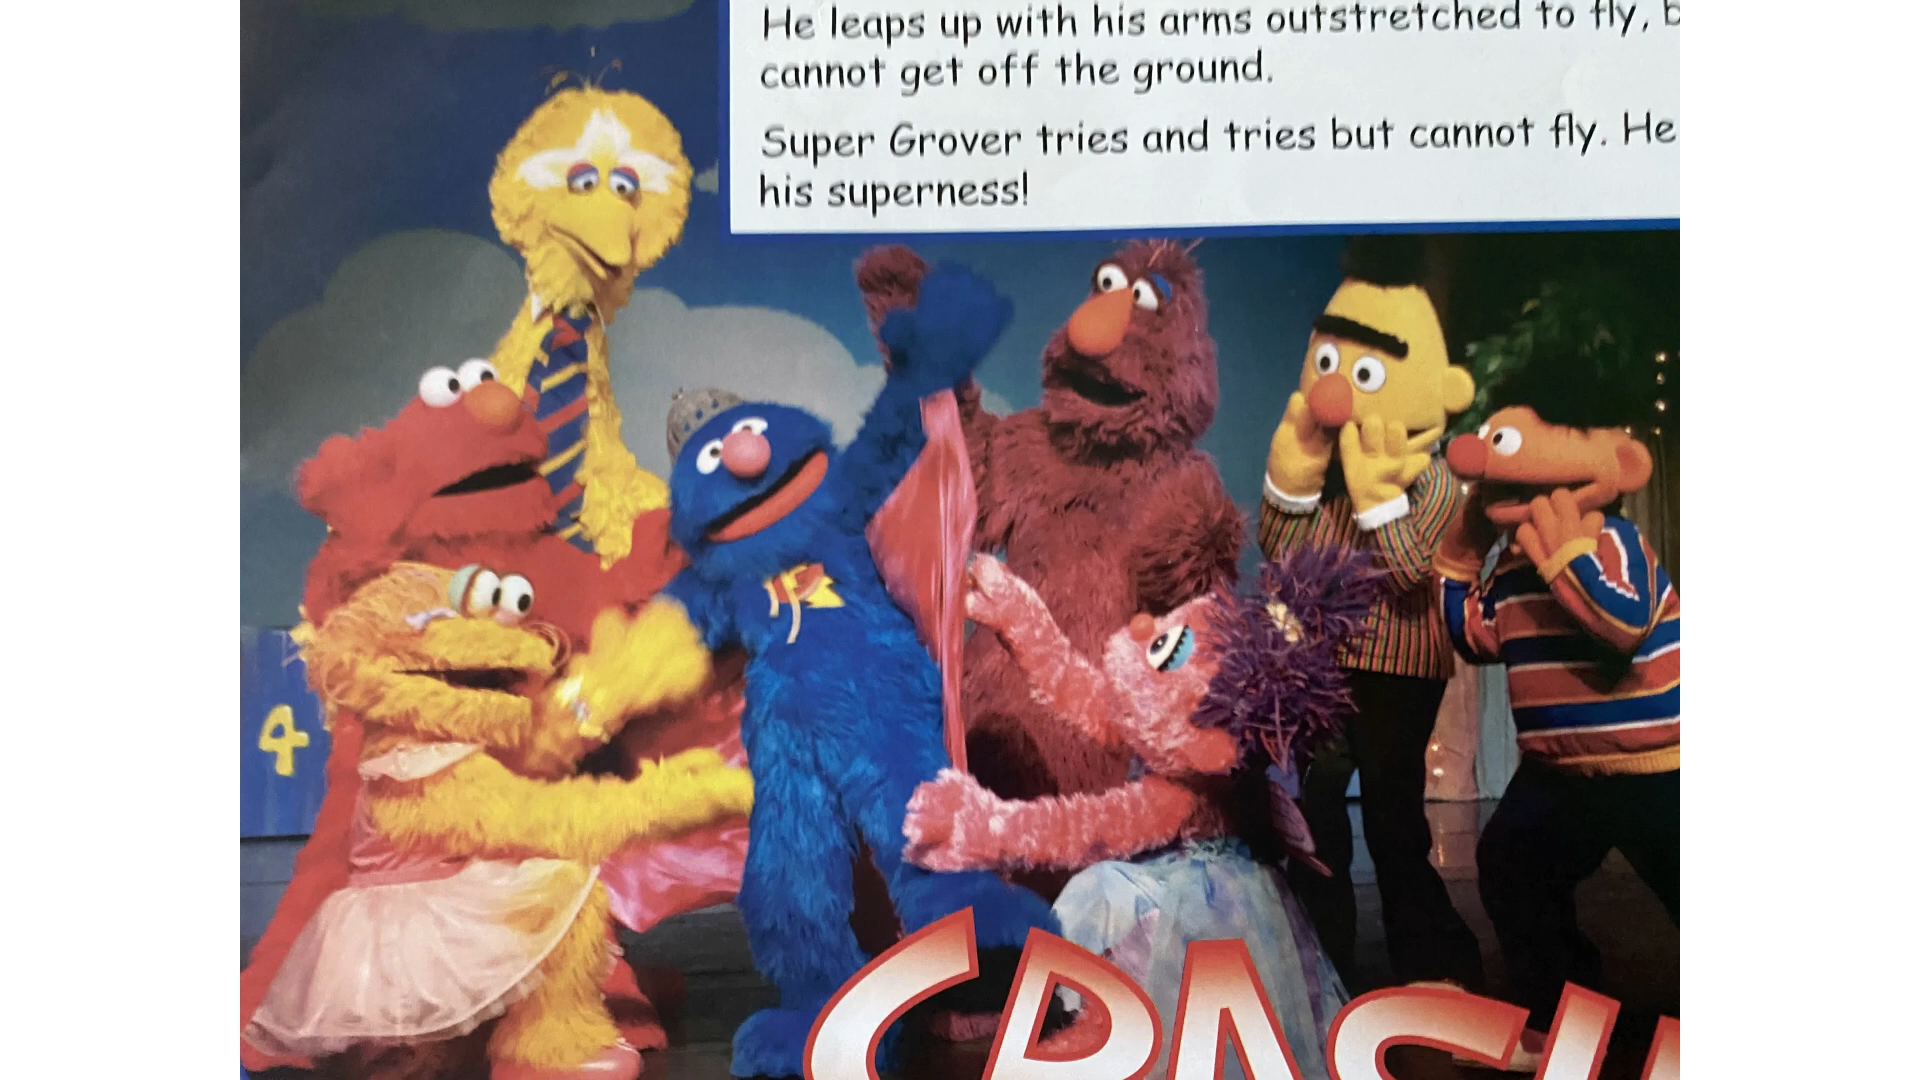 He leaps up with his arms outstretched to fly, b
cannot get off the ground.
Super Grover tries and tries but cannot fly. He
his superness!
4
CRASH